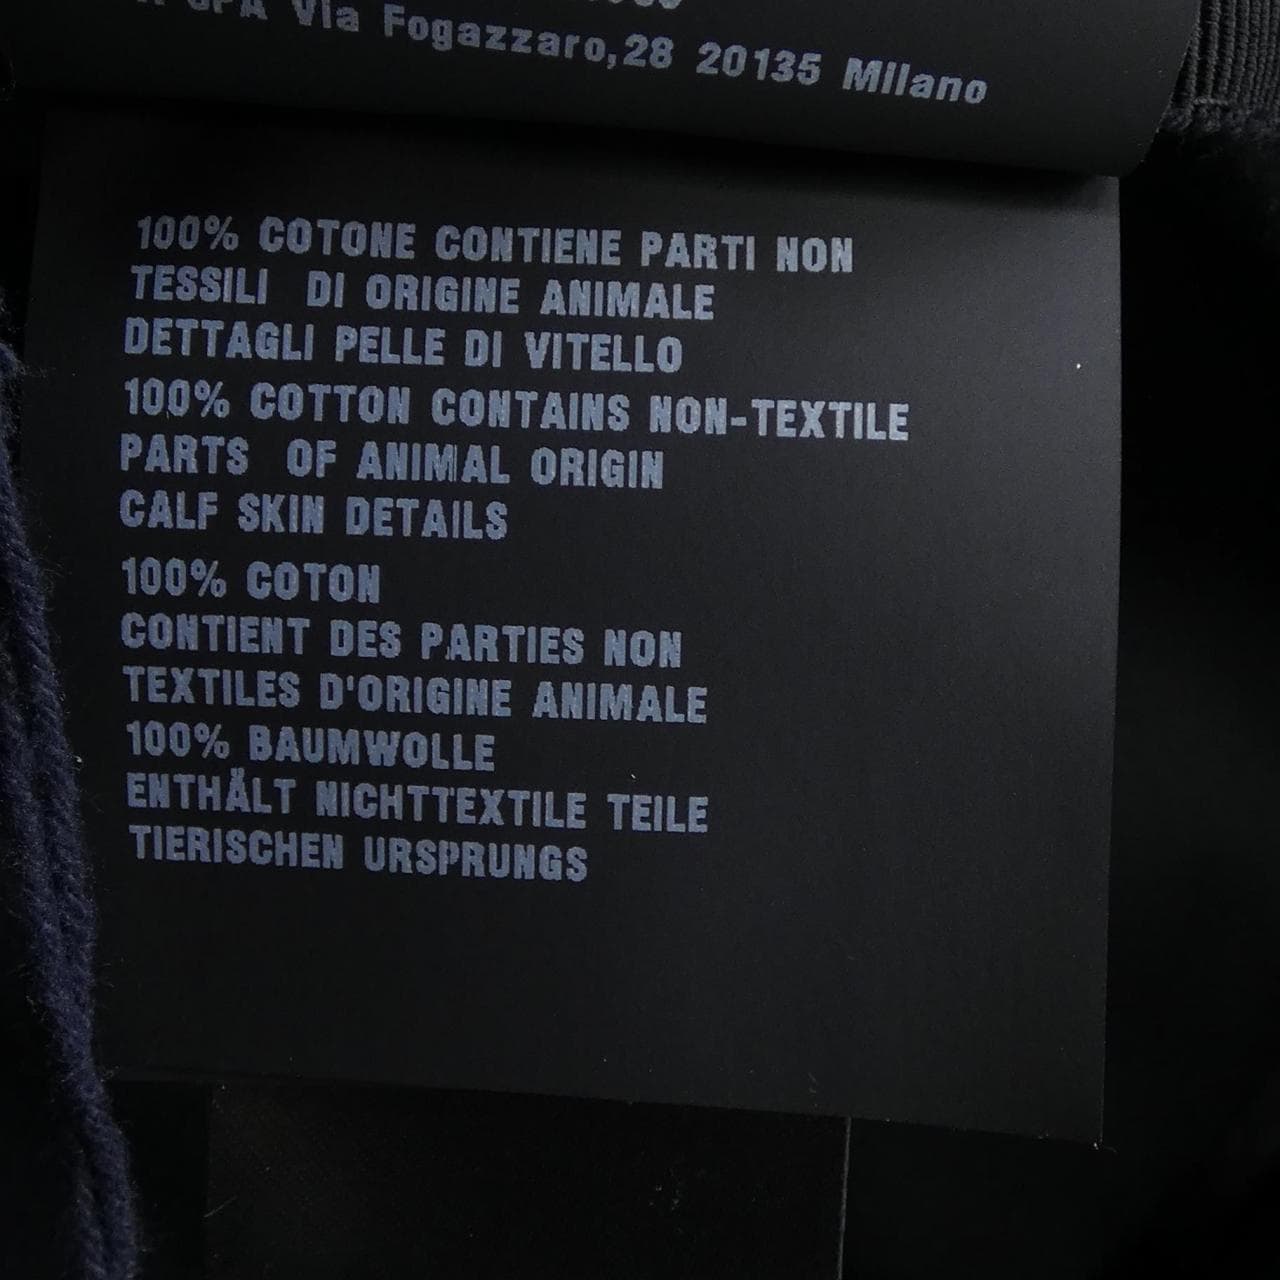 SPA Via Fogazzaro,28 20135 Milano
100% COTONE CONTIENE PARTI NON
TESSILI DI ORIGINE ANIMALE
DETTAGLI PELLE DI VITELLO
100% COTTON CONTAINS NON-TEXTILE
PARTS OF ANIMAL ORIGIN
CALF SKIN DETAILS
100% COTON
CONTIENT DES PARTIES NON
TEXTILES D'ORIGINE ANIMALE
100% BAUMWOLLE
ENTHÄLT NICHTTEXTILE TEILE
TIERISCHEN URSPRUNGS